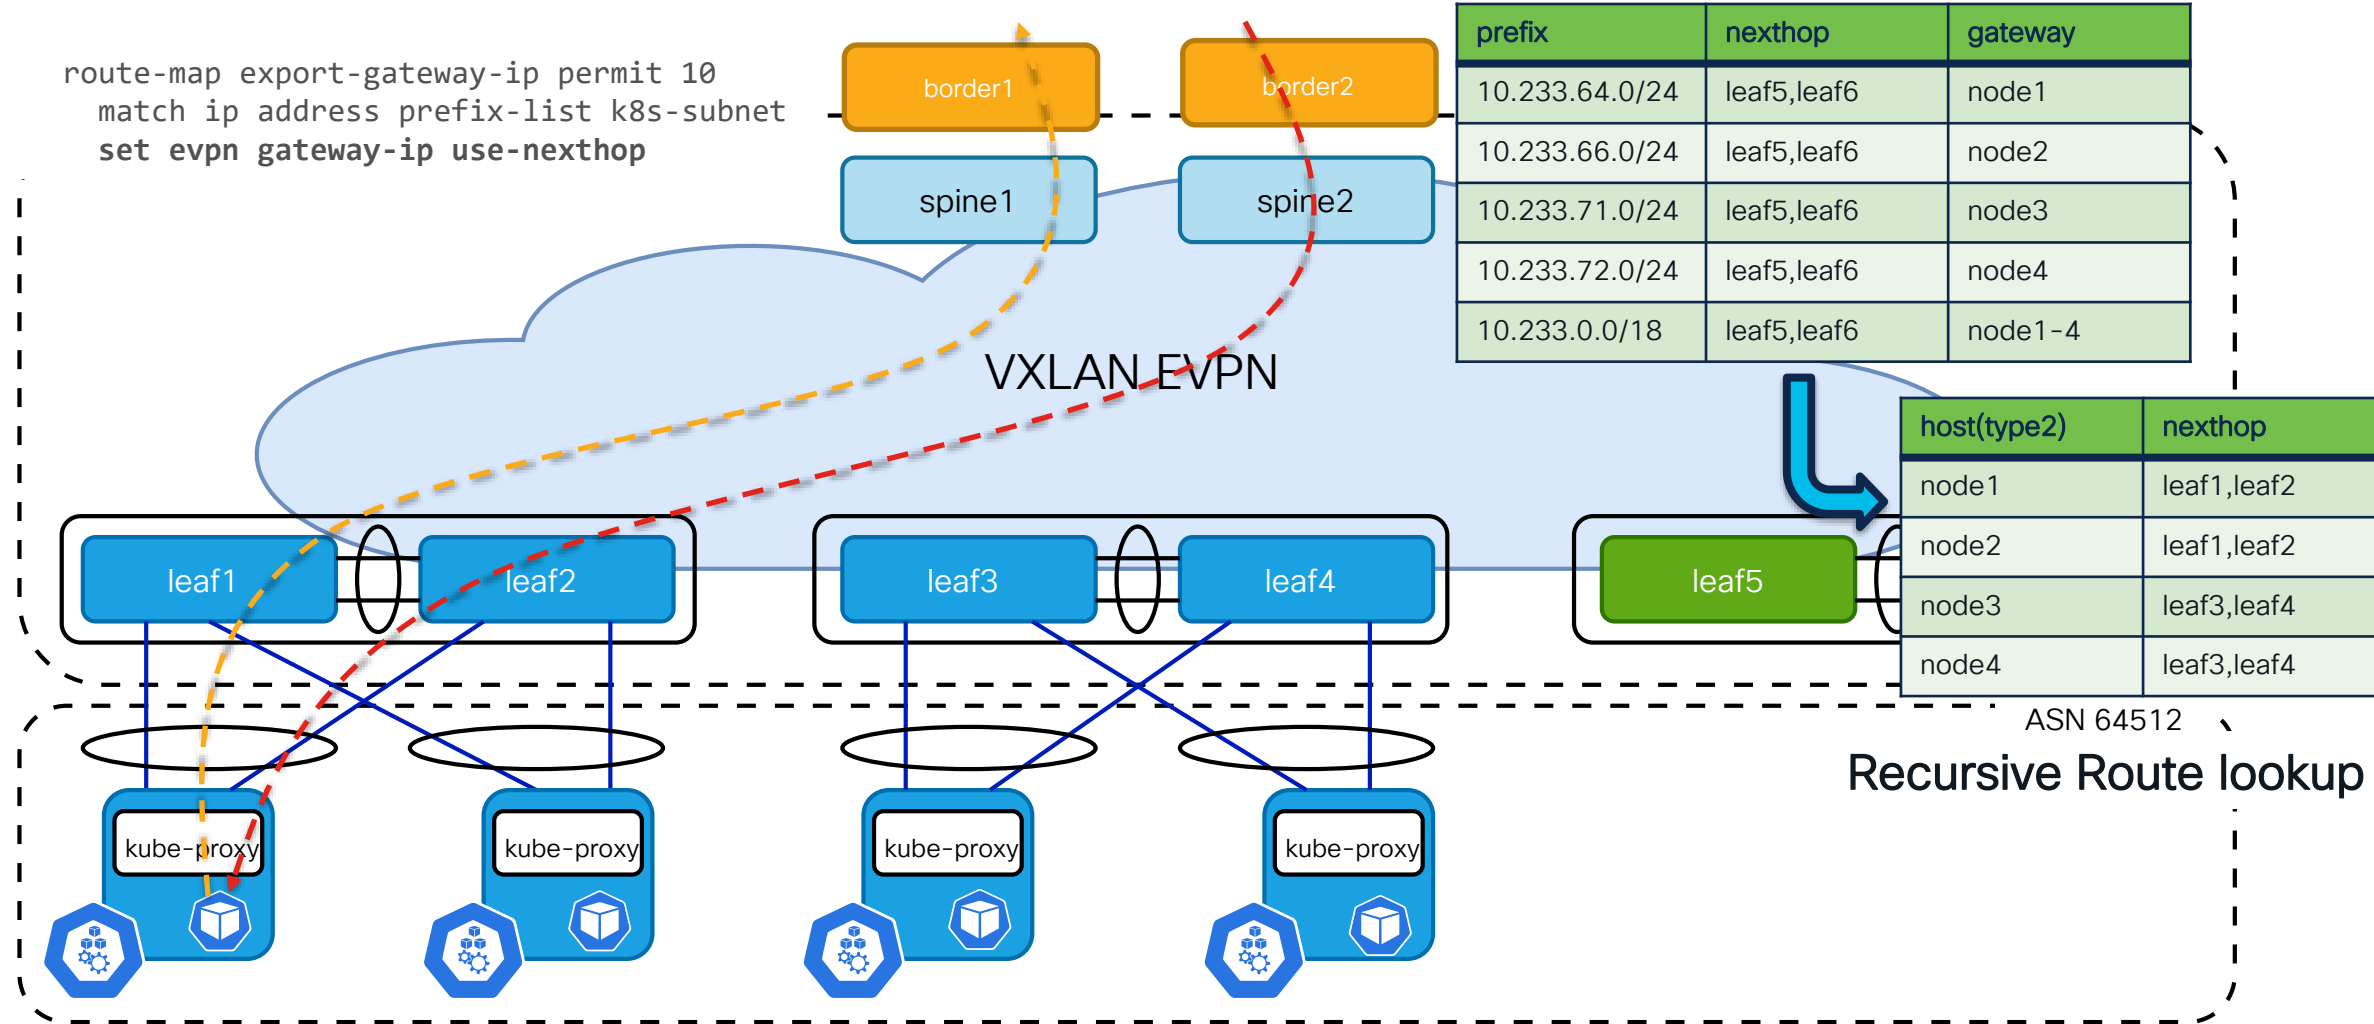 route-map export-gateway-ip permit 10
match ip address prefix-list k8s-subnet
set evpn gateway-ip use-nexthop
border1
border2
spine1
spine2
prefix nexthop gateway
10.233.64.0/24 leaf5,leaf6 node1
10.233.66.0/24 leaf5,leaf6 node2
10.233.71.0/24 leaf5,leaf6 node3
10.233.72.0/24 leaf5,leaf6 node4
10.233.0.0/18 leaf5,leaf6 node1-4
VXLAN EVPN
host(type2) nexthop
node1 leaf1,leaf2
node2 leaf1,leaf2
node3 leaf3,leaf4
node4 leaf3,leaf4
leaf1
leaf2
leaf3
leaf4
leaf5
ASN 64512
Recursive Route lookup
kube-proxy
kube-proxy
kube-proxy
kube-proxy